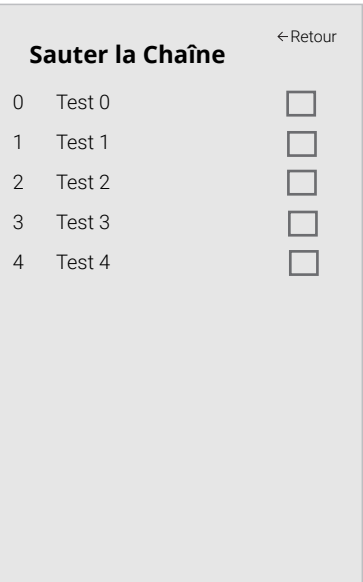 ←Retour
Sauter la Chaîne
0 Test 0
1 Test 1
2 Test 2
3 Test 3
4 Test 4